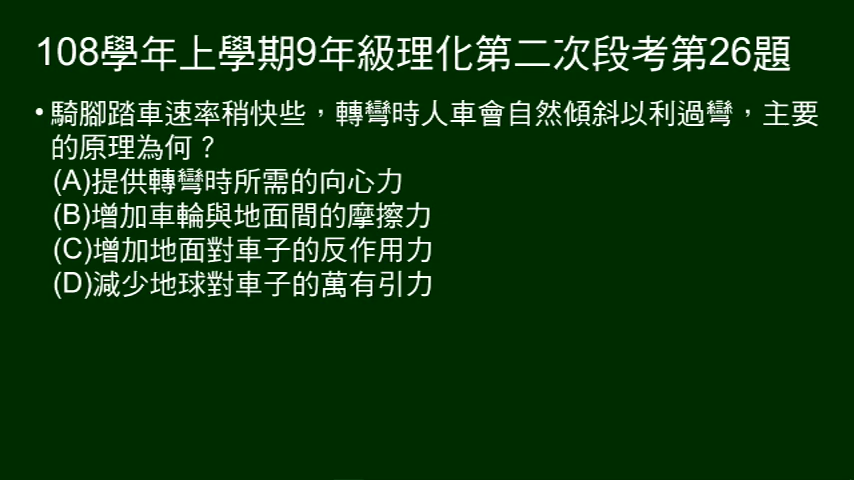 108學年上學期9年級理化第二次段考第26題
•騎腳踏車速率稍快些，轉彎時人車會自然傾斜以利過彎，主要
的原理為何？
(A)提供轉彎時所需的向心力
(B)增加車輪與地面間的摩擦力
(C)增加地面對車子的反作用力
(D)減少地球對車子的萬有引力